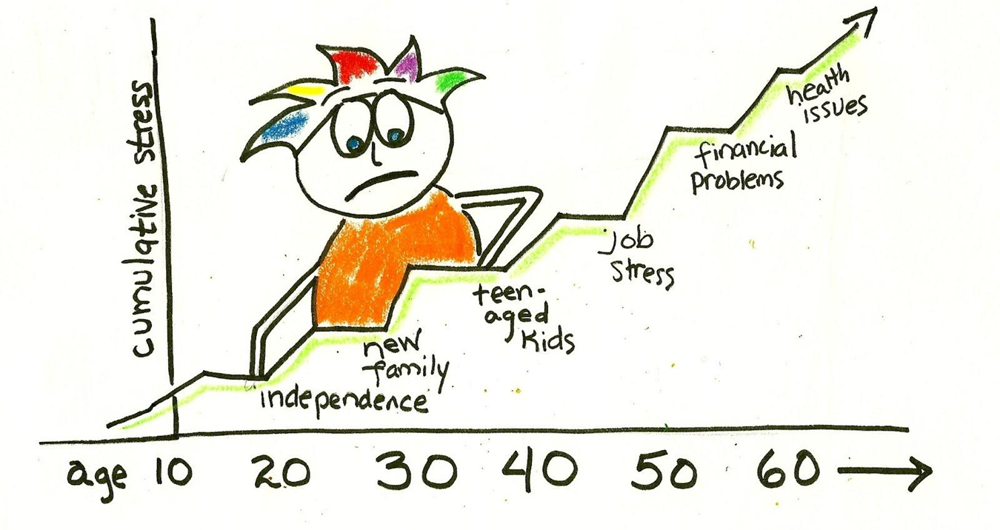 cumulative stress
health
issues
financial
problems
job
stress
teen-
aged
kids
new
family
independence
age 10 20 30 40 50 60